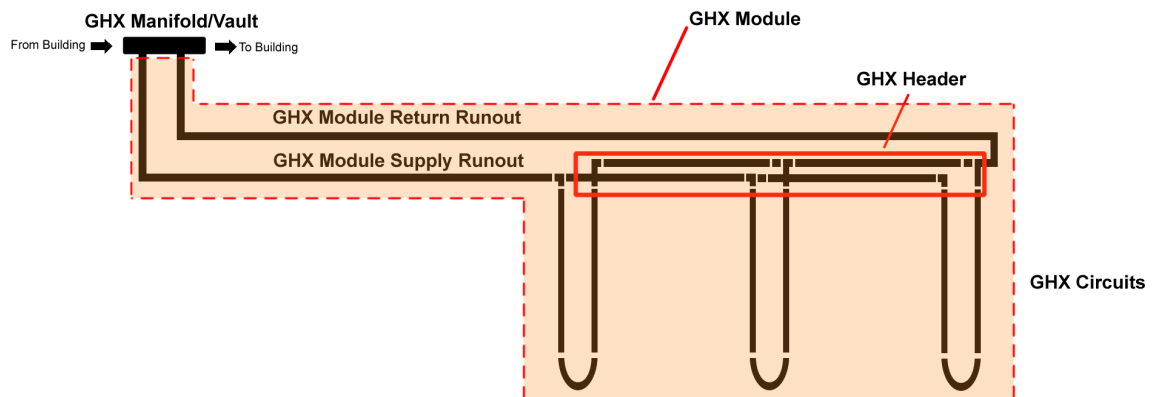 GHX Manifold/Vault
From Building
To Building
GHX Module
GHX Header
GHX Module Return Runout
GHX Module Supply Runout
GHX Circuits